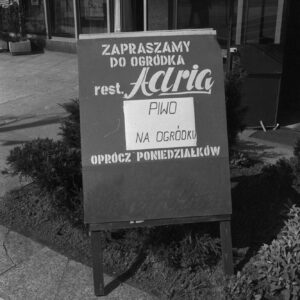 ZAPRASZAMY
DO OGRÓDKA
rest. Adria
PIWO
NA OGRÓDKU
OPRÓCZ PONIEDZIAŁKÓW